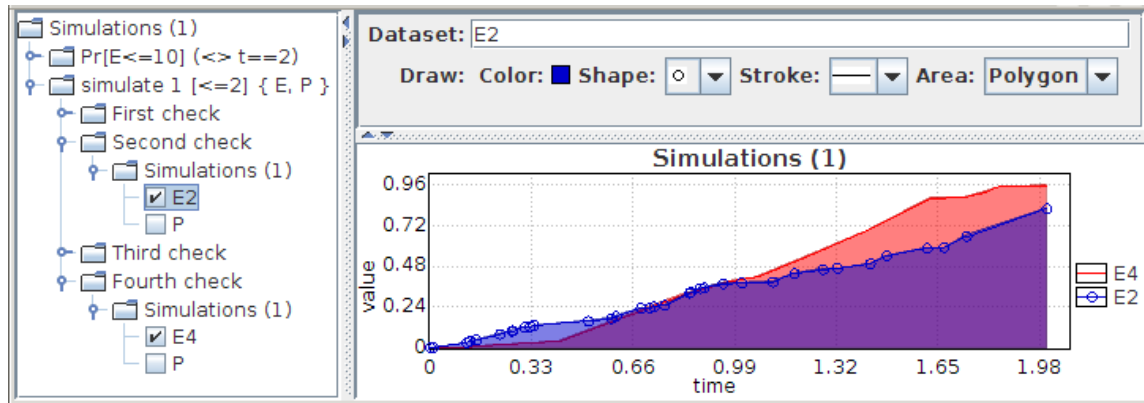 Simulations (1)
Pr[E<=10] (<> t==2)
simulate 1 [<=2] { E, P }
First check
Second check
Simulations (1)
E2
P
Third check
Fourth check
Simulations (1)
E4
P
Dataset: E2
Draw: Color: Shape: Stroke: Area: Polygon
Simulations (1)
0.96
0.72
0.48
0.24
0
value
0 0.33 0.66 0.99 1.32 1.65 1.98
time
E4
E2